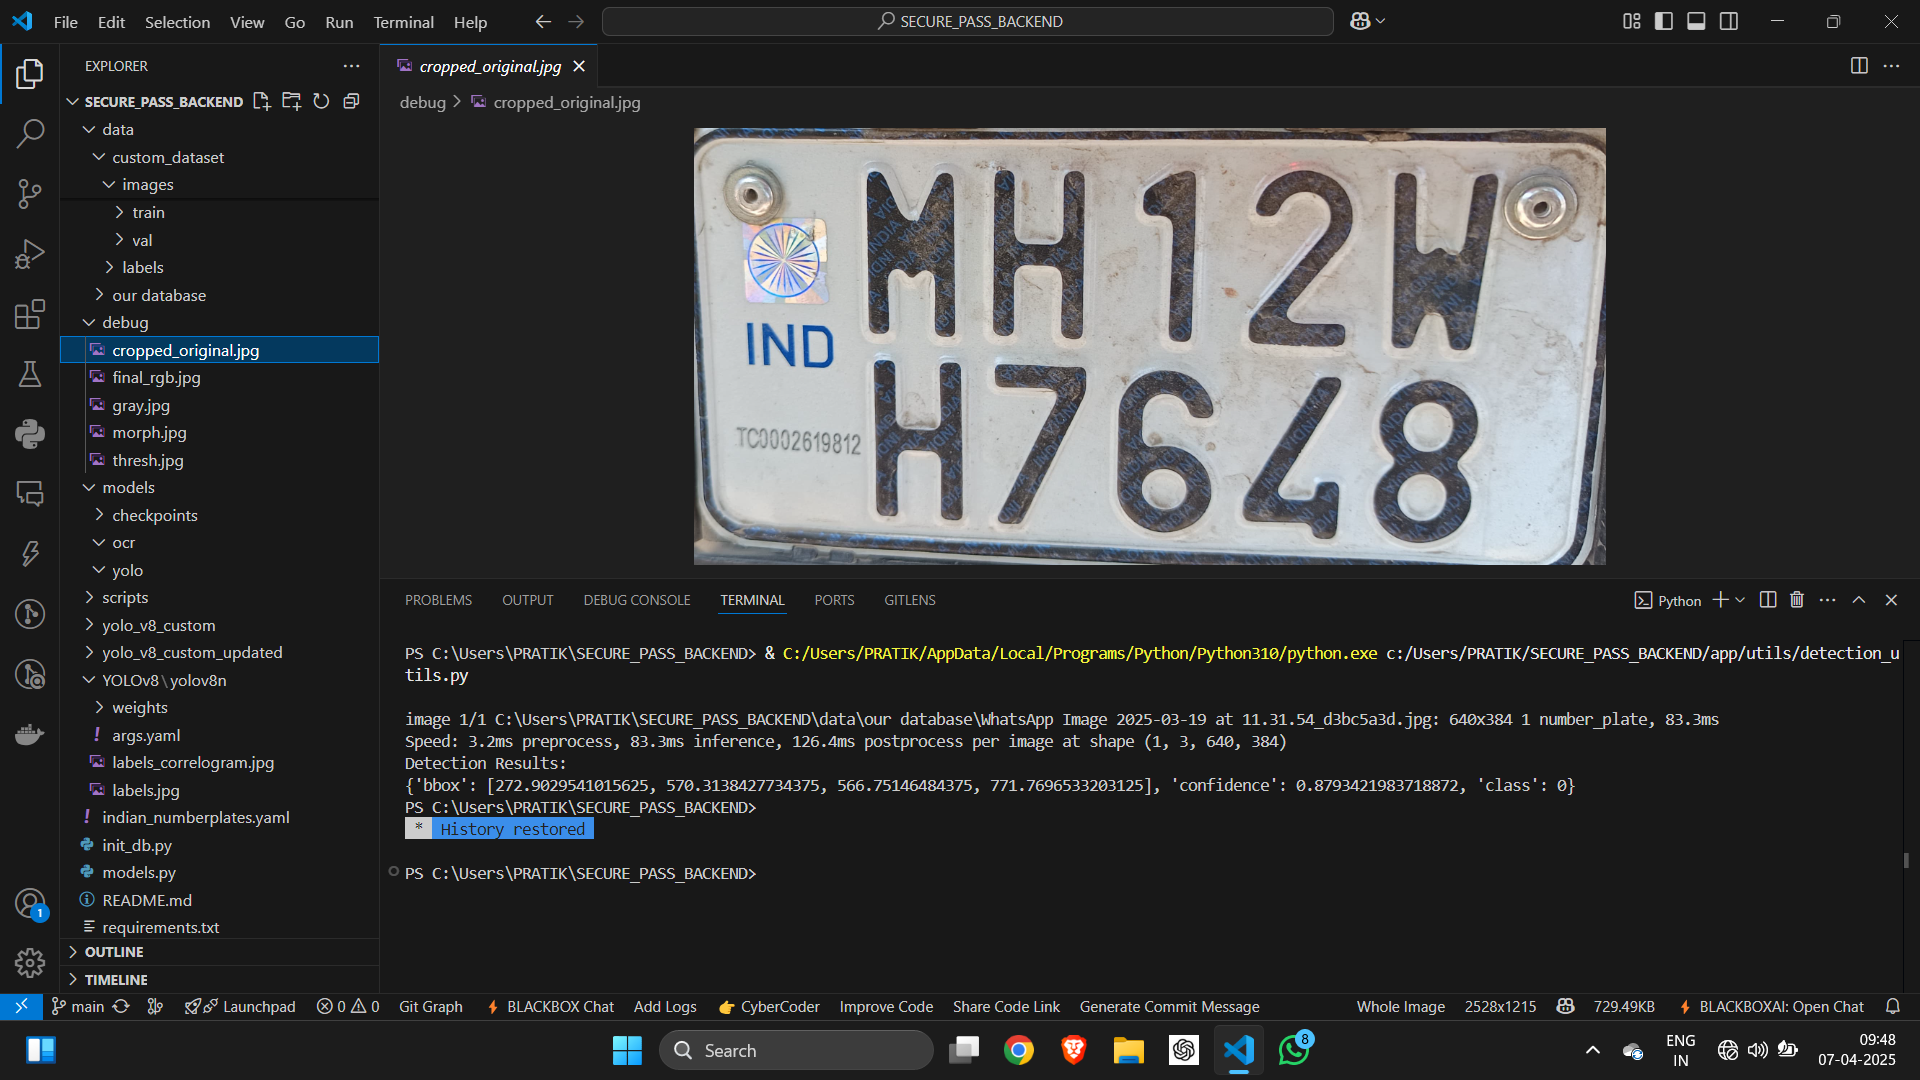 File Edit Selection View Go Run Terminal Help
SECURE_PASS_BACKEND
EXPLORER
SECURE_PASS_BACKEND
data
custom_dataset
images
train
val
labels
our database
debug
cropped_original.jpg
final_rgb.jpg
gray.jpg
morph.jpg
thresh.jpg
models
checkpoints
ocr
yolo
scripts
yolo_v8_custom
yolo_v8_custom_updated
YOLOv8\yolov8n
weights
! args.yaml
labels_correlogram.jpg
labels.jpg
! indian_numberplates.yaml
init_db.py
models.py
README.md
requirements.txt
OUTLINE
TIMELINE
1
cropped_original.jpg
debug > cropped_original.jpg
MH12W
IND
H7648
TC0002619812
PROBLEMS OUTPUT DEBUG CONSOLE TERMINAL PORTS GITLENS
Python
PS C:\Users\PRATIK\SECURE_PASS_BACKEND> & C:/Users/PRATIK/AppData/Local/Programs/Python/Python310/python.exe c:/Users/PRATIK/SECURE_PASS_BACKEND/app/utils/detection_u
tils.py
image 1/1 C:\Users\PRATIK\SECURE_PASS_BACKEND\data\our database\WhatsApp Image 2025-03-19 at 11.31.54_d3bc5a3d.jpg: 640x384 1 number_plate, 83.3ms
Speed: 3.2ms preprocess, 83.3ms inference, 126.4ms postprocess per image at shape (1, 3, 640, 384)
Detection Results:
{'bbox': [272.9029541015625, 570.3138427734375, 566.75146484375, 771.7696533203125], 'confidence': 0.8793421983718872, 'class': 0}
PS C:\Users\PRATIK\SECURE_PASS_BACKEND>
* History restored
PS C:\Users\PRATIK\SECURE_PASS_BACKEND>
main Launchpad 0 0 Git Graph BLACKBOX Chat Add Logs CyberCoder Improve Code Share Code Link Generate Commit Message Whole Image 2528x1215 729.49KB BLACKBOXAI: Open Chat
Search
8
ENG
IN
09:48
07-04-2025